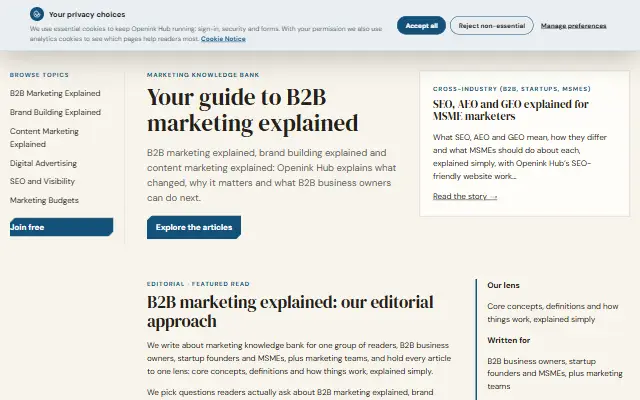 Your privacy choices
We use essential cookies to keep Openink Hub running: sign-in, security and forms. With your permission we also use
analytics cookies to see which pages help readers most. Cookie Notice
Accept all
Reject non-essential
Manage preferences
BROWSE TOPICS
B2B Marketing Explained
Brand Building Explained
Content Marketing
Explained
Digital Advertising
SEO and Visibility
Marketing Budgets
Join free
MARKETING KNOWLEDGE BANK
Your guide to B2B
marketing explained
B2B marketing explained, brand building explained and
content marketing explained: Openink Hub explains what
changed, why it matters and what B2B business owners
can do next.
Explore the articles
CROSS-INDUSTRY (B2B, STARTUPS, MSMES)
SEO, AEO and GEO explained for
MSME marketers
What SEO, AEO and GEO mean, how they differ
and what MSMEs should do about each,
explained simply, with Openink Hub's SEO-
friendly website work...
Read the story →
EDITORIAL · FEATURED READ
B2B marketing explained: our editorial
approach
We write about marketing knowledge bank for one group of readers, B2B business
owners, startup founders and MSMEs, plus marketing teams, and hold every article
to one lens: core concepts, definitions and how things work, explained simply.
We pick questions readers actually ask about B2B marketing explained, brand
Our lens
Core concepts, definitions and how
things work, explained simply
Written for
B2B business owners, startup
founders and MSMEs, plus marketing
teams